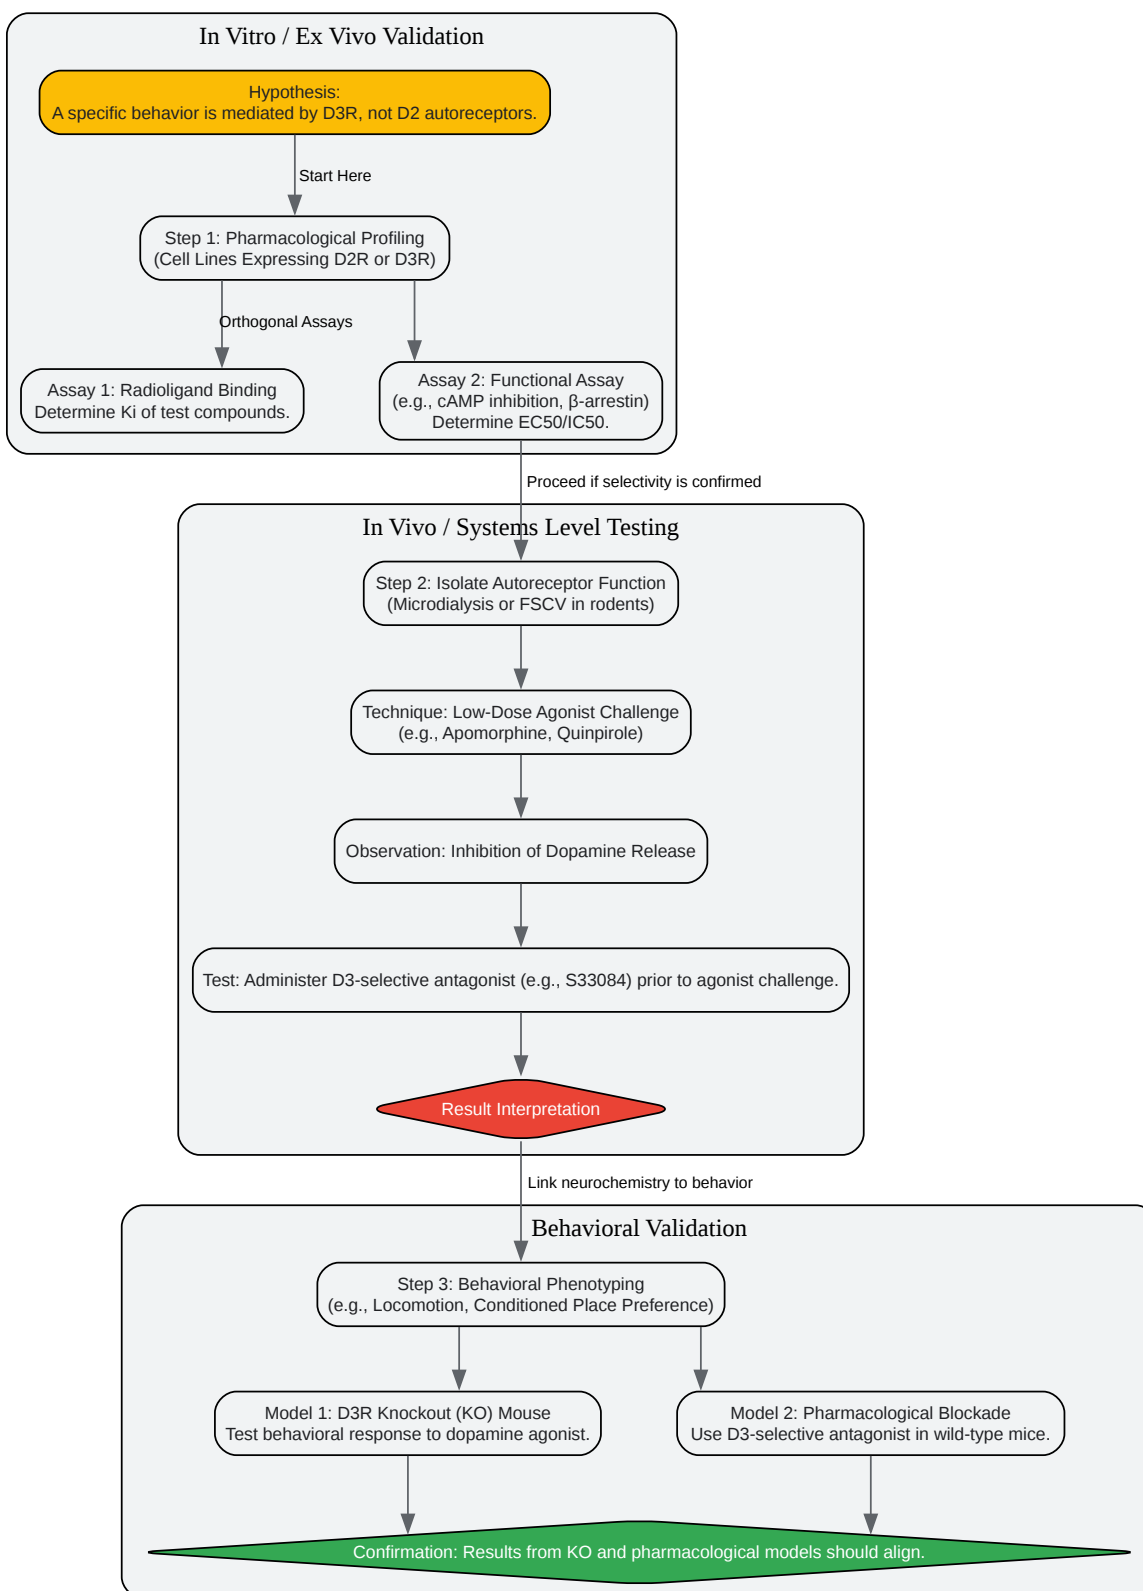 In Vitro / Ex Vivo Validation
Hypothesis:
A specific behavior is mediated by D3R, not D2 autoreceptors.
Start Here
Step 1: Pharmacological Profiling
(Cell Lines Expressing D2R or D3R)
Orthogonal Assays
Assay 1: Radioligand Binding
Determine Ki of test compounds.
Assay 2: Functional Assay
(e.g., cAMP inhibition, β-arrestin)
Determine EC50/IC50.
Proceed if selectivity is confirmed
In Vivo / Systems Level Testing
Step 2: Isolate Autoreceptor Function
(Microdialysis or FSCV in rodents)
Technique: Low-Dose Agonist Challenge
(e.g., Apomorphine, Quinpirole)
Observation: Inhibition of Dopamine Release
Test: Administer D3-selective antagonist (e.g., S33084) prior to agonist challenge.
Result Interpretation
Link neurochemistry to behavior
Behavioral Validation
Step 3: Behavioral Phenotyping
(e.g., Locomotion, Conditioned Place Preference)
Model 1: D3R Knockout (KO) Mouse
Test behavioral response to dopamine agonist.
Model 2: Pharmacological Blockade
Use D3-selective antagonist in wild-type mice.
Confirmation: Results from KO and pharmacological models should align.